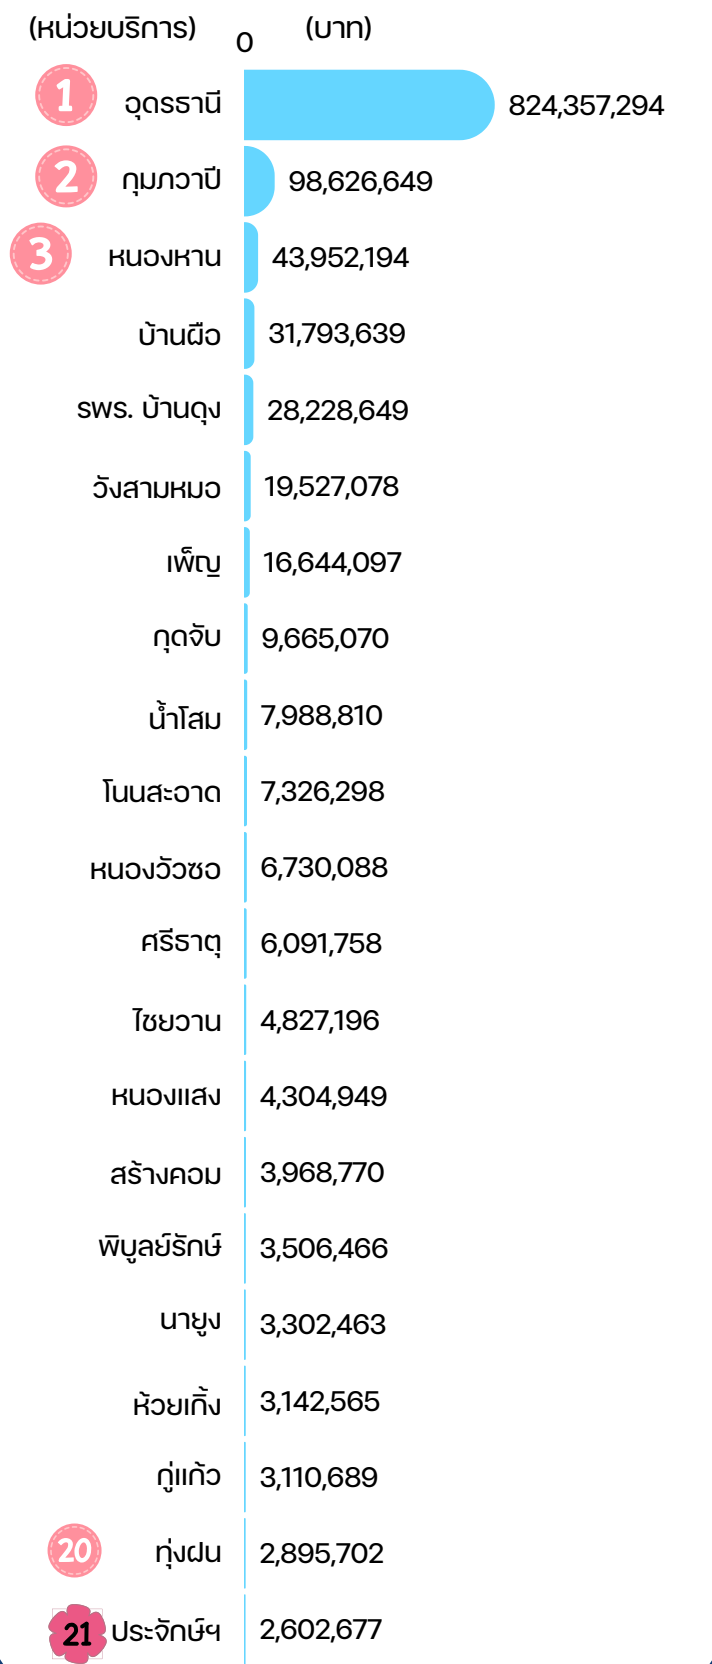 (หน่วยบริการ) 0 (บาท)
1 อุดรธานี 824,357,294
2 กุมภวาปี 98,626,649
3 หนองหาน 43,952,194
บ้านผือ 31,793,639
รพร. บ้านดุง 28,228,649
วังสามหมอ 19,527,078
เพ็ญ 16,644,097
กุดจับ 9,665,070
น้ำโสม 7,988,810
โนนสะอาด 7,326,298
หนองวัวซอ 6,730,088
ศรีธาตุ 6,091,758
ไชยวาน 4,827,196
หนองแสง 4,304,949
สร้างคอม 3,968,770
พิบูลย์รักษ์ 3,506,466
นายูง 3,302,463
ห้วยเกิ้ง 3,142,565
กู่แก้ว 3,110,689
20 ทุ่งฝน 2,895,702
21 ประจักษ์ฯ 2,602,677